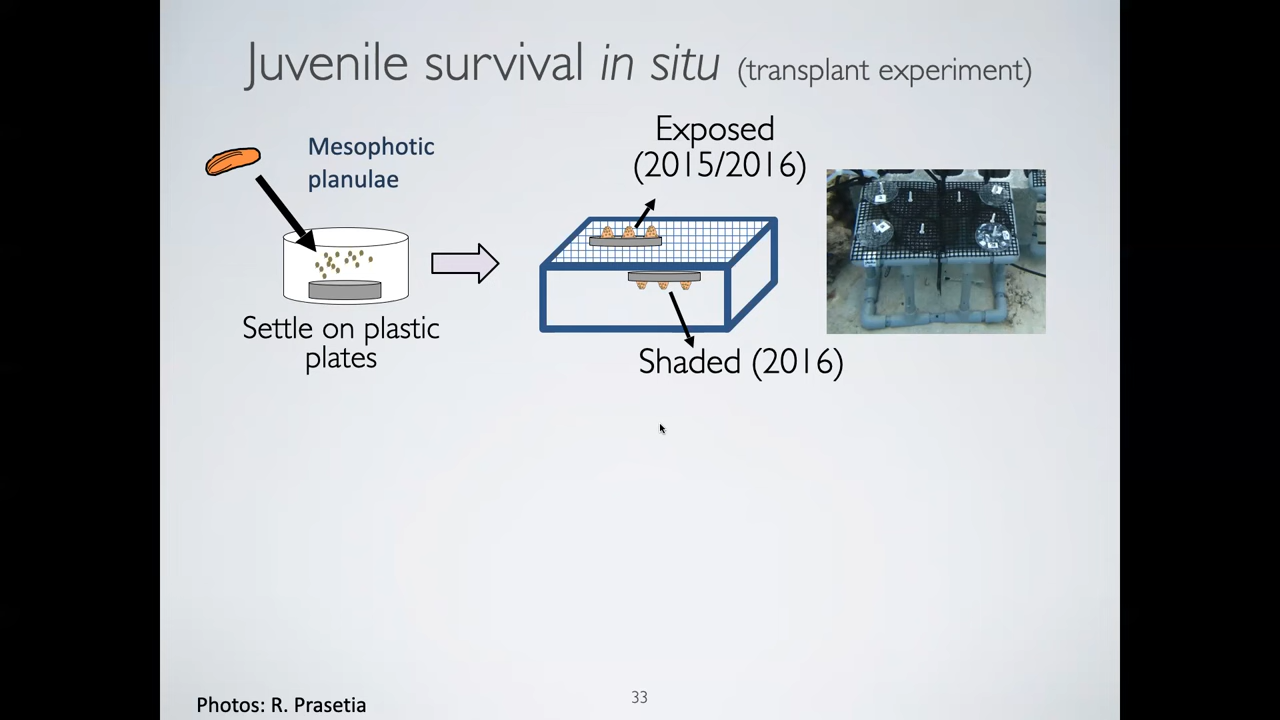 Juvenile survival in situ (transplant experiment)
Mesophotic
planulae
Exposed
(2015/2016)
Settle on plastic
plates
Shaded (2016)
Photos: R. Prasetia
33